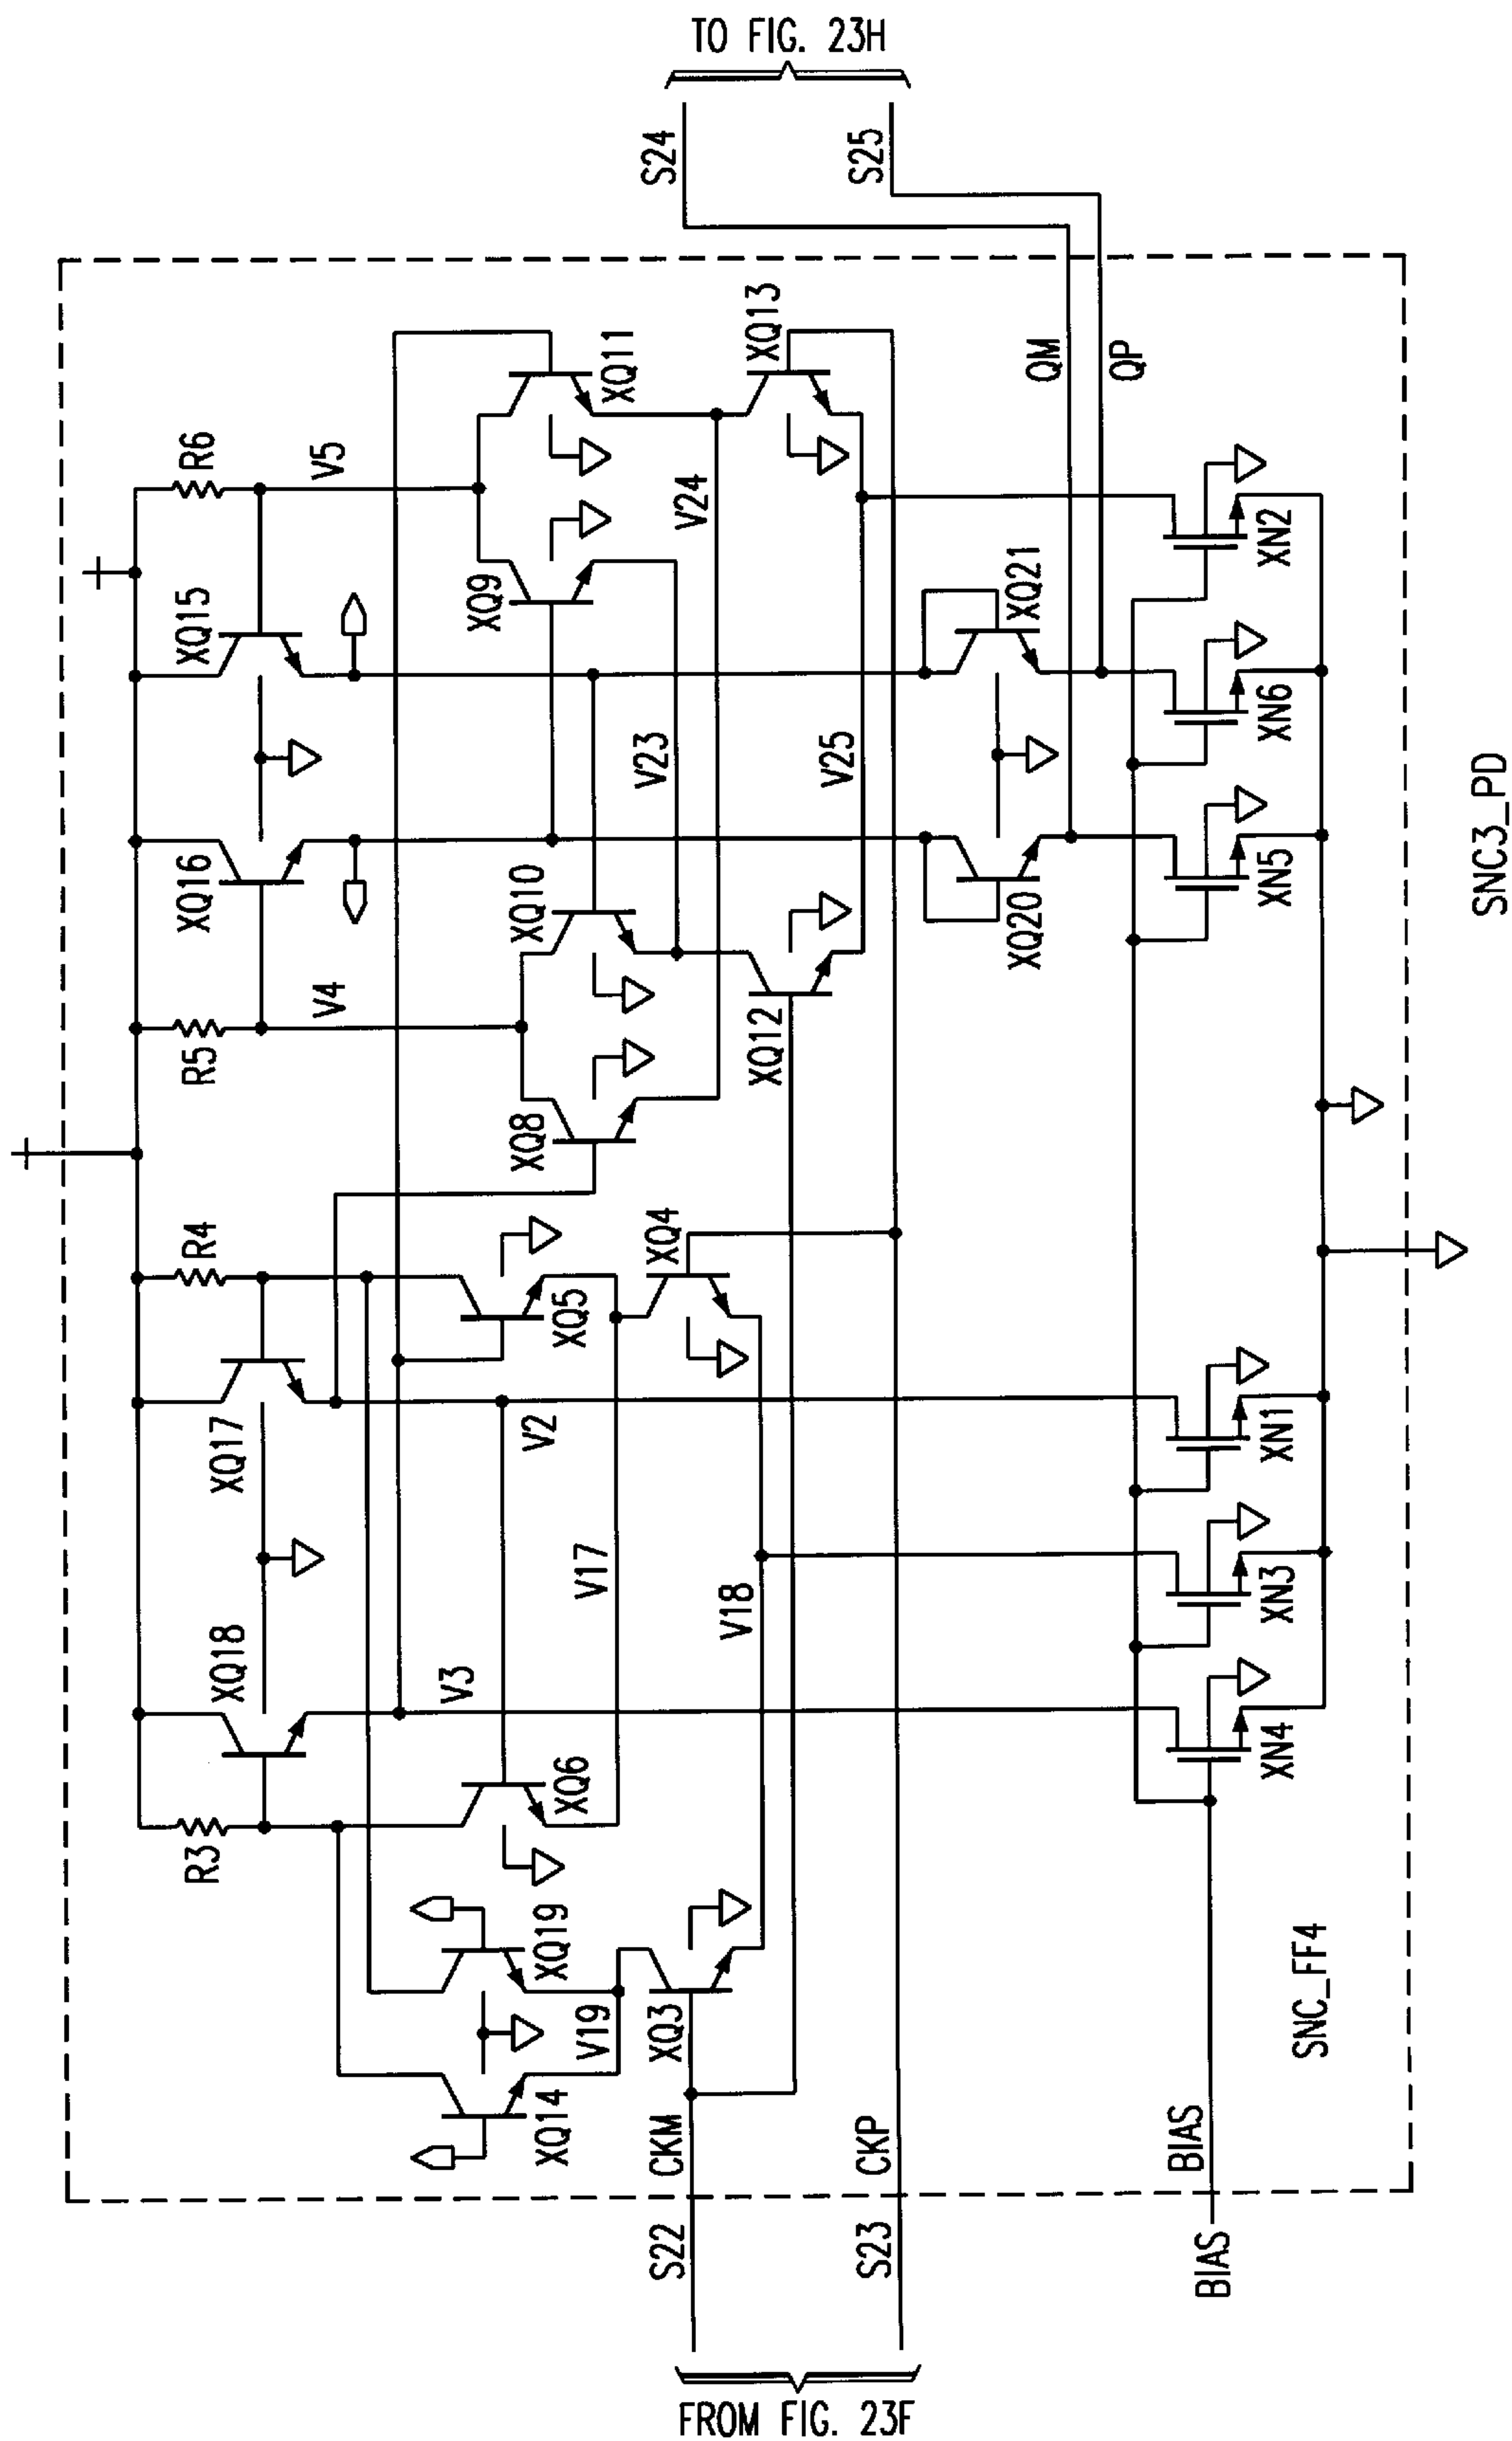 TO FIG. 23H
S24
S25
R6
V5
XQ15
XQ11
XQ13
XQ9
V24
QM
QP
XQ21
XN2
XN6
XN5
XQ20
V23
V25
XQ16
XQ10
V4
R5
XQ12
XQ8
SNC3_PD
R4
XQ4
XQ5
XQ17
V2
XN1
V17
V18
XN3
XQ18
V3
XN4
XQ6
R3
XQ19
V19
XQ3
XQ14
CKM
CKP
BIAS
SNC_FF4
S22
S23
BIAS
FROM FIG. 23F